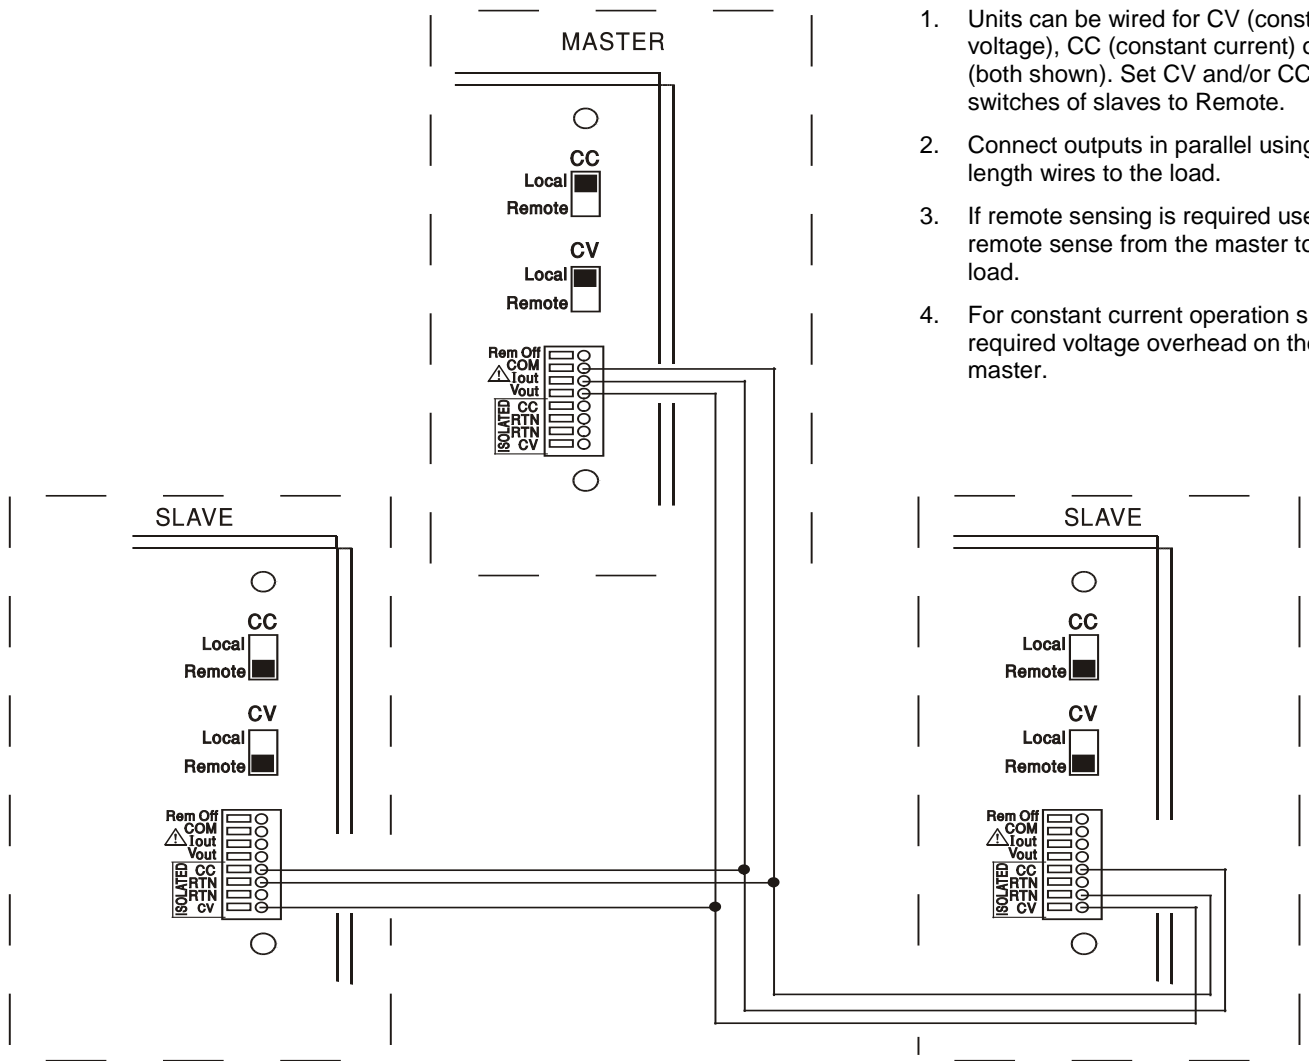 MASTER
CC
Local
Remote
CV
Local
Remote
Rem Off
COM
Iout
Vout
ISOLATED
CC
RTN
RTN
CV
1. Units can be wired for CV (const
voltage), CC (constant current) o
(both shown). Set CV and/or CC
switches of slaves to Remote.
2. Connect outputs in parallel using
length wires to the load.
3. If remote sensing is required use
remote sense from the master to
load.
4. For constant current operation s
required voltage overhead on the
master.
SLAVE
CC
Local
Remote
CV
Local
Remote
Rem Off
COM
Iout
Vout
ISOLATED
CC
RTN
RTN
CV
SLAVE
CC
Local
Remote
CV
Local
Remote
Rem Off
COM
Iout
Vout
ISOLATED
CC
RTN
RTN
CV